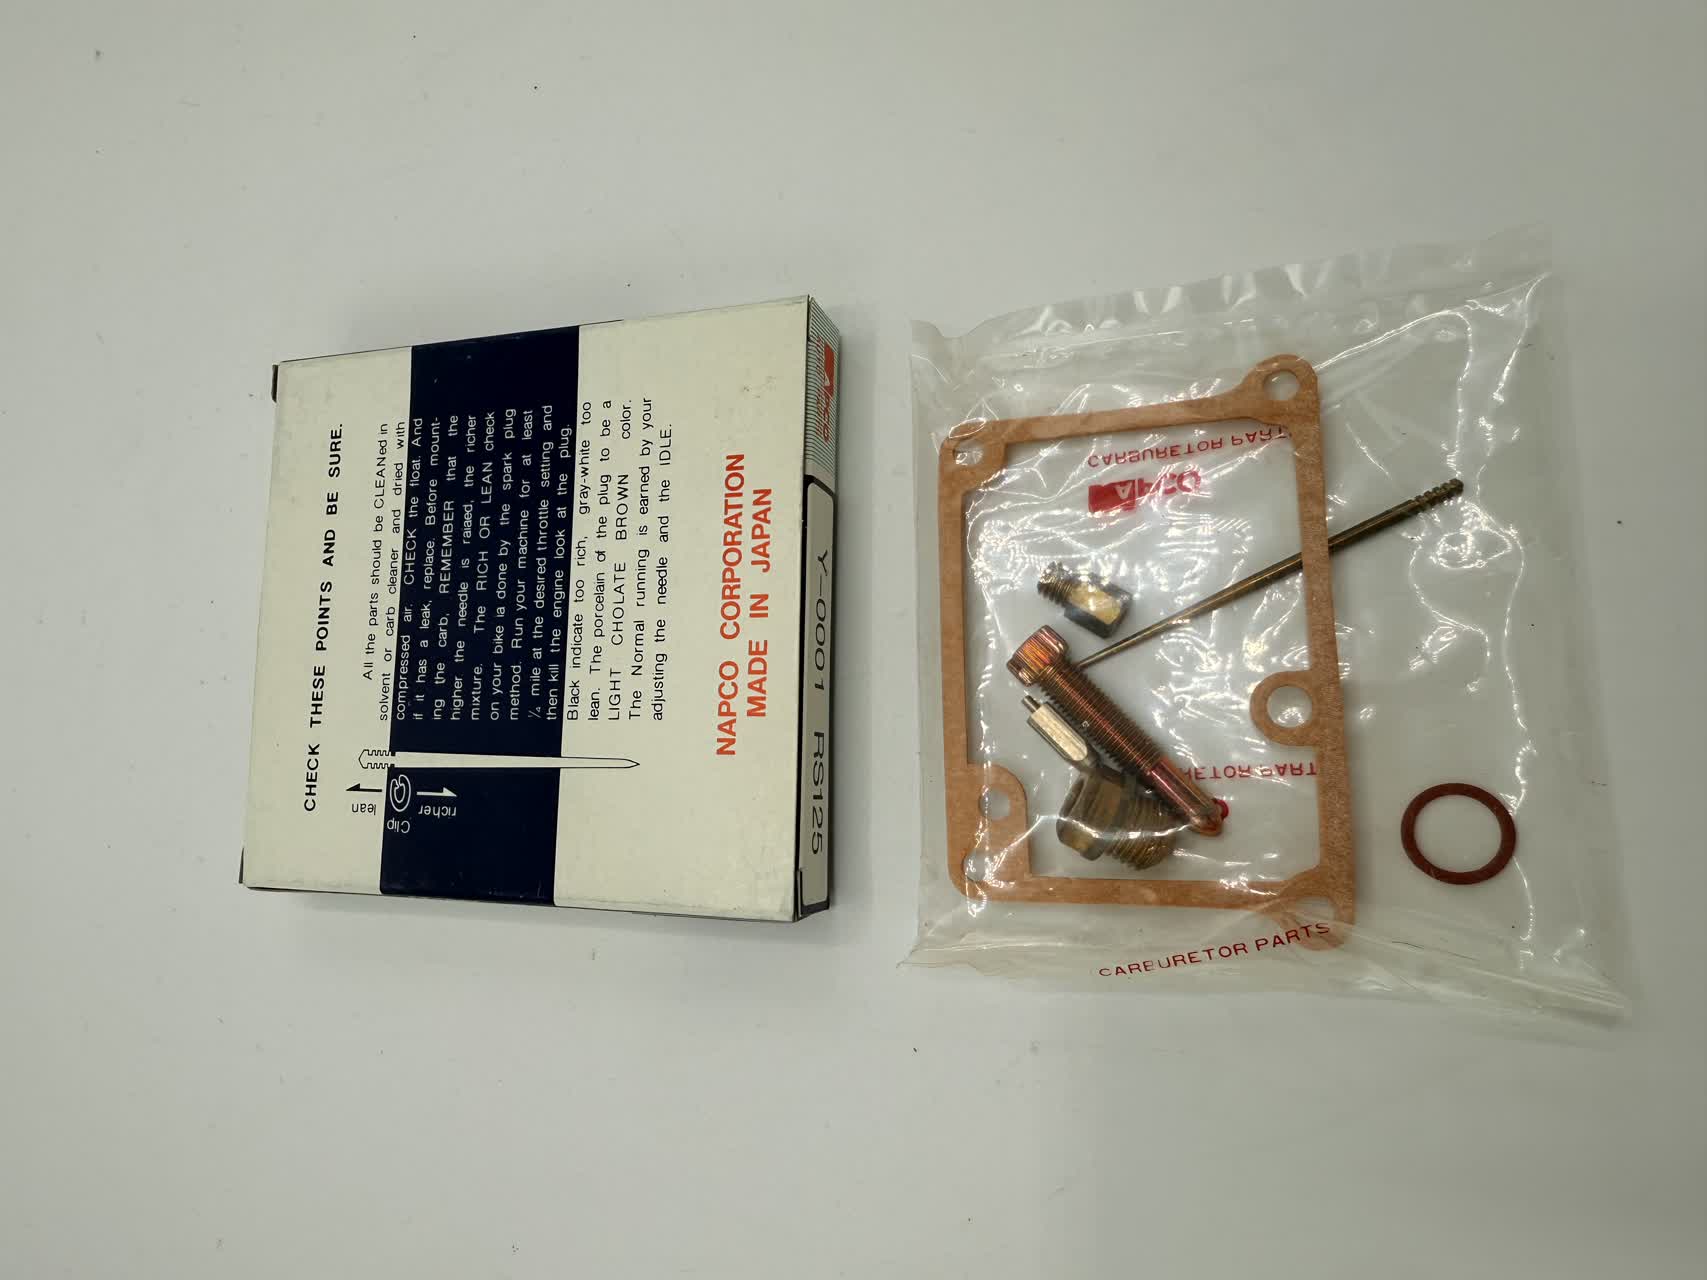 CHECK THESE POINTS AND BE SURE.
All the parts should be CLEANed in
solvent or carb cleaner and dried with
compressed air. CHECK the float. And
if it has a leak, replace. Before mount-
ing the carb, REMEMBER that the
higher the needle is raiaed, the richer
mixture. The RICH OR LEAN check
on your bike ia done by the spark plug
method. Run your machine for at least
¼ mile at the desired throttle setting and
then kill the engine look at the plug.
Black indicate too rich, gray-white too
lean. The porcelain of the plug to be a
LIGHT CHOLATE BROWN color.
The Normal running is earned by your
adjusting the needle and the IDLE.
lean
Clip
richer
NAPCO CORPORATION
MADE IN JAPAN
Y-0001 RS125
CARBURETOR PART
CARBURETOR PARTS